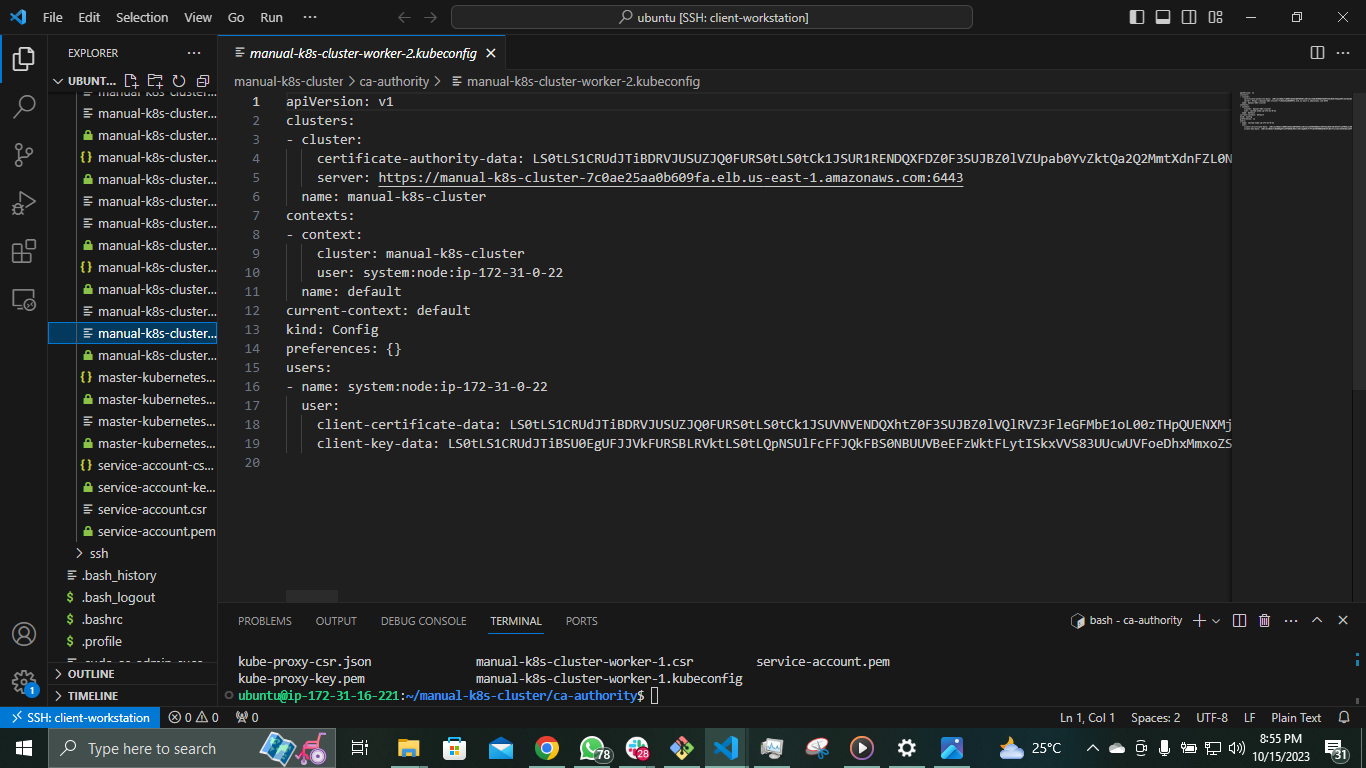 File Edit Selection View Go Run ··· ubuntu [SSH: client-workstation]
EXPLORER ···
UBUNT...
manual-k8s-cluster...
manual-k8s-cluster...
manual-k8s-cluster...
manual-k8s-cluster...
manual-k8s-cluster...
manual-k8s-cluster...
manual-k8s-cluster...
manual-k8s-cluster...
manual-k8s-cluster...
manual-k8s-cluster...
manual-k8s-cluster...
manual-k8s-cluster...
manual-k8s-cluster...
master-kubernetes...
master-kubernetes...
master-kubernetes...
master-kubernetes...
service-account-cs...
service-account-ke...
service-account.csr
service-account.pem
ssh
.bash_history
.bash_logout
.bashrc
.profile
OUTLINE
TIMELINE
manual-k8s-cluster-worker-2.kubeconfig
manual-k8s-cluster > ca-authority > manual-k8s-cluster-worker-2.kubeconfig
1 apiVersion: v1
2 clusters:
3 - cluster:
4 certificate-authority-data:
5 server: https://manual-k8s-cluster-7c0ae25aa0b609fa.elb.us-east-1.amazonaws.com:6443
6 name: manual-k8s-cluster
7 contexts:
8 - context:
9 cluster: manual-k8s-cluster
10 user: system:node:ip-172-31-0-22
11 name: default
12 current-context: default
13 kind: Config
14 preferences: {}
15 users:
16 - name: system:node:ip-172-31-0-22
17 user:
18 client-certificate-data:
19 client-key-data:
20
PROBLEMS OUTPUT DEBUG CONSOLE TERMINAL PORTS bash - ca-authority
kube-proxy-csr.json manual-k8s-cluster-worker-1.csr service-account.pem
kube-proxy-key.pem manual-k8s-cluster-worker-1.kubeconfig
ubuntu@ip-172-31-16-221:~/manual-k8s-cluster/ca-authority$
1
SSH: client-workstation 0 0 0 Ln 1, Col 1 Spaces: 2 UTF-8 LF Plain Text
Type here to search 78 28 25°C 8:55 PM
10/15/2023 31